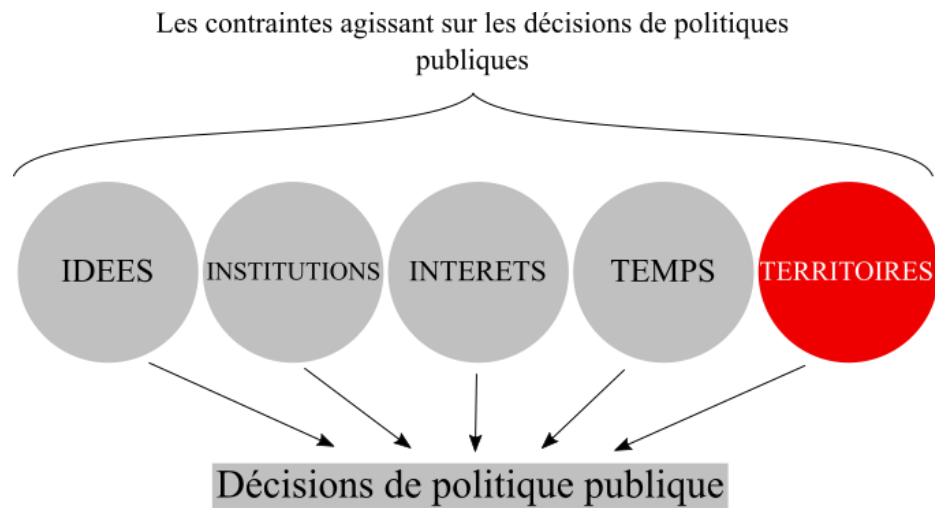 Les contraintes agissant sur les décisions de politiques
publiques
IDEES
INSTITUTIONS
INTERETS
TEMPS
TERRITOIRES
Décisions de politique publique